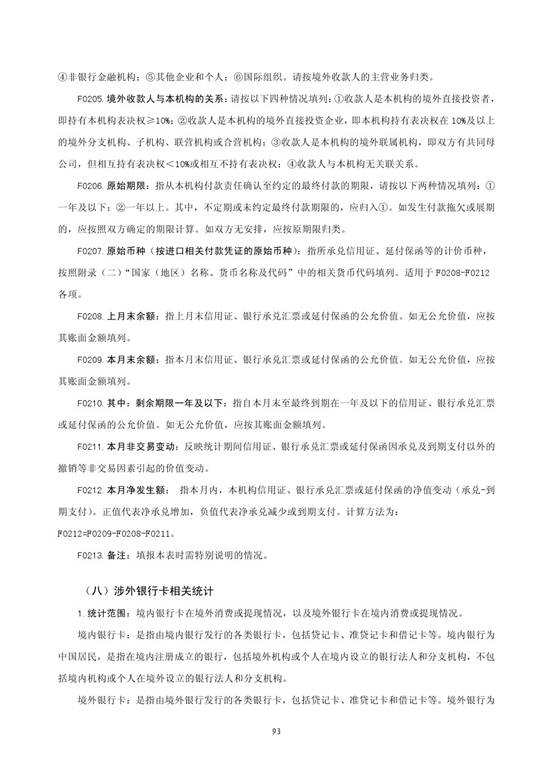 ④非银行金融机构；⑤其他企业和个人；⑥国际组织。请按境外收款人的主营业务归类。
F0205. 境外收款人与本机构的关系：请按以下四种情况填列：①收款人是本机构的境外直接投资者，
即持有本机构表决权≥10%；②收款人是本机构的境外直接投资企业，即本机构持有表决权在 10%及以上
的境外分支机构、子机构、联营机构或合营机构；③收款人是本机构的境外联属机构，即双方有共同母
公司，但相互持有表决权＜10%或相互不持有表决权；④收款人与本机构无关联关系。
F0206. 原始期限：指从本机构付款责任确认至约定的最终付款的期限，请按以下两种情况填列：①
一年及以下；②一年以上。其中，不定期或未约定最终付款期限的，应归入①。如发生付款拖欠或展期
的，应按照双方确定的期限计算。如双方无安排，应按原期限归类。
F0207. 原始币种（按进口相关付款凭证的原始币种）：指所承兑信用证、延付保函等的计价币种，
按照附录（二）“国家（地区）名称、货币名称及代码”中的相关货币代码填列。适用于 F0208-F0212
各项。
F0208. 上月末余额：指上月末信用证、银行承兑汇票或延付保函的公允价值。如无公允价值，应按
其账面金额填列。
F0209. 本月末余额：指本月末信用证、银行承兑汇票或延付保函的公允价值。如无公允价值，应按
其账面金额填列。
F0210. 其中：剩余期限一年及以下：指自本月末至最终到期在一年及以下的信用证、银行承兑汇票
或延付保函的公允价值。如无公允价值，应按其账面金额填列。
F0211. 本月非交易变动：反映统计期间信用证、银行承兑汇票或延付保函因承兑及到期支付以外的
撤销等非交易因素引起的价值变动。
F0212. 本月净发生额： 指本月内，本机构信用证、银行承兑汇票或延付保函的净值变动（承兑-到
期支付）。正值代表净承兑增加，负值代表净承兑减少或到期支付。计算方法为：
F0212=F0209-F0208-F0211。
F0213. 备注：填报本表时需特别说明的情况。
（八）涉外银行卡相关统计
1. 统计范围：境内银行卡在境外消费或提现情况，以及境外银行卡在境内消费或提现情况。
境内银行卡：是指由境内银行发行的各类银行卡，包括贷记卡、准贷记卡和借记卡等。境内银行为
中国居民，是指在境内注册成立的银行，包括境外机构或个人在境内设立的银行法人和分支机构，不包
括境内机构或个人在境外设立的银行法人和分支机构。
境外银行卡：是指由境外银行发行的各类银行卡，包括贷记卡、准贷记卡和借记卡等。境外银行为
93